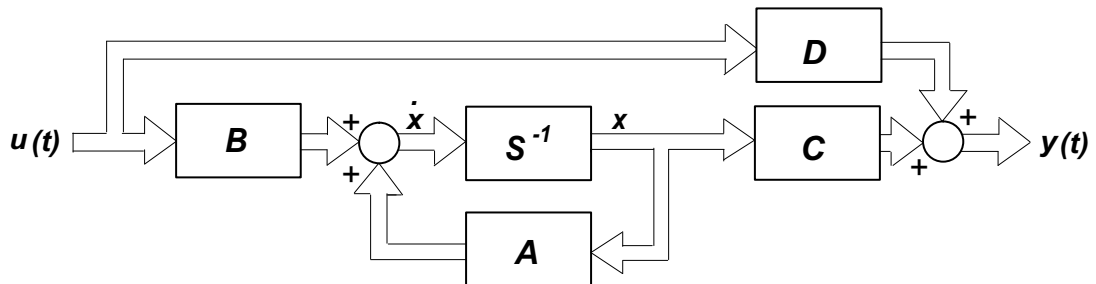 D
u(t)
B
+
+
ẋ
S⁻¹
x
C
+
+
y(t)
A